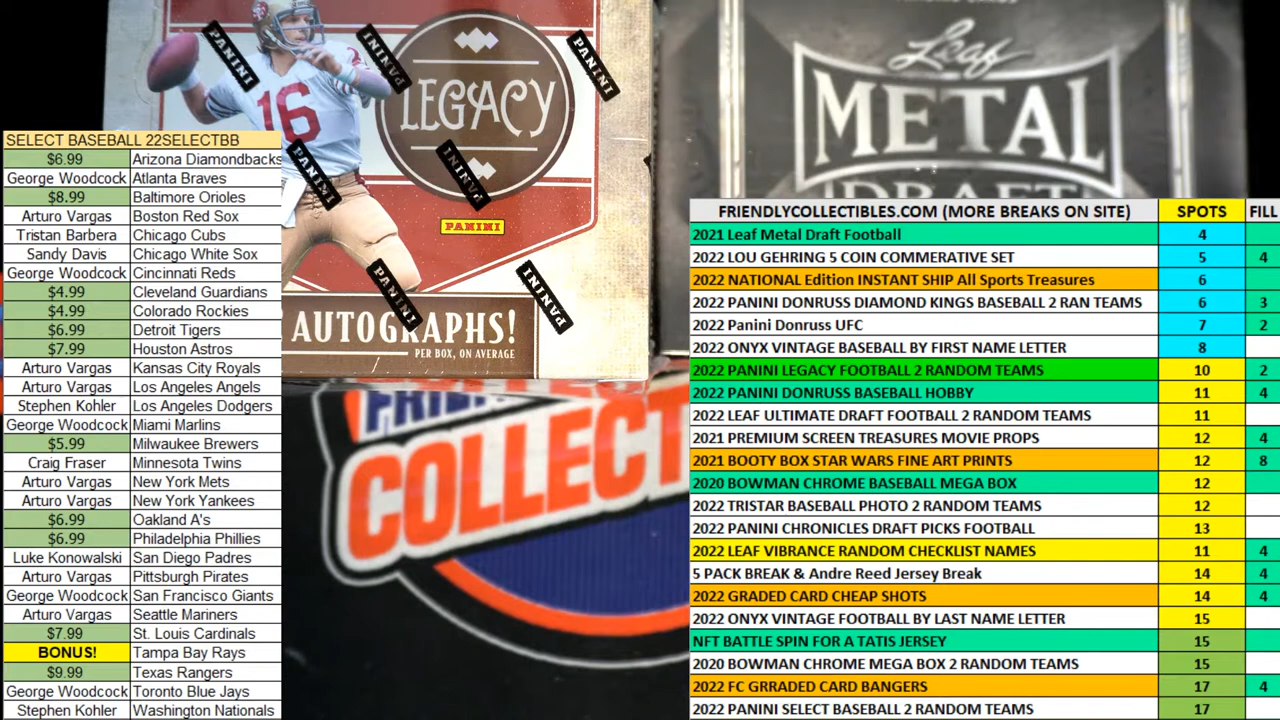 PANINI
PANINI
PANINI
16
LEGACY
PANINI
PANINI
PANINI
PANINI
PANINI
AUTOGRAPHS!
PER BOX, ON AVERAGE
Leaf
METAL
DRAFT
FRIEN
COLLECT
SELECT BASEBALL 22SELECTBB
$6.99 Arizona Diamondbacks
George Woodcock Atlanta Braves
$8.99 Baltimore Orioles
Arturo Vargas Boston Red Sox
Tristan Barbera Chicago Cubs
Sandy Davis Chicago White Sox
George Woodcock Cincinnati Reds
$4.99 Cleveland Guardians
$4.99 Colorado Rockies
$6.99 Detroit Tigers
$7.99 Houston Astros
Arturo Vargas Kansas City Royals
Arturo Vargas Los Angeles Angels
Stephen Kohler Los Angeles Dodgers
George Woodcock Miami Marlins
$5.99 Milwaukee Brewers
Craig Fraser Minnesota Twins
Arturo Vargas New York Mets
Arturo Vargas New York Yankees
$6.99 Oakland A's
$6.99 Philadelphia Phillies
Luke Konowalski San Diego Padres
Arturo Vargas Pittsburgh Pirates
George Woodcock San Francisco Giants
Arturo Vargas Seattle Mariners
$7.99 St. Louis Cardinals
BONUS! Tampa Bay Rays
$9.99 Texas Rangers
George Woodcock Toronto Blue Jays
Stephen Kohler Washington Nationals
FRIENDLYCOLLECTIBLES.COM (MORE BREAKS ON SITE) SPOTS FILL
2021 Leaf Metal Draft Football 4
2022 LOU GEHRING 5 COIN COMMERATIVE SET 5 4
2022 NATIONAL Edition INSTANT SHIP All Sports Treasures 6
2022 PANINI DONRUSS DIAMOND KINGS BASEBALL 2 RAN TEAMS 6 3
2022 Panini Donruss UFC 7 2
2022 ONYX VINTAGE BASEBALL BY FIRST NAME LETTER 8
2022 PANINI LEGACY FOOTBALL 2 RANDOM TEAMS 10 2
2022 PANINI DONRUSS BASEBALL HOBBY 11 4
2022 LEAF ULTIMATE DRAFT FOOTBALL 2 RANDOM TEAMS 11
2021 PREMIUM SCREEN TREASURES MOVIE PROPS 12 4
2021 BOOTY BOX STAR WARS FINE ART PRINTS 12 8
2020 BOWMAN CHROME BASEBALL MEGA BOX 12
2022 TRISTAR BASEBALL PHOTO 2 RANDOM TEAMS 12
2022 PANINI CHRONICLES DRAFT PICKS FOOTBALL 13
2022 LEAF VIBRANCE RANDOM CHECKLIST NAMES 11 4
5 PACK BREAK & Andre Reed Jersey Break 14 4
2022 GRADED CARD CHEAP SHOTS 14 4
2022 ONYX VINTAGE FOOTBALL BY LAST NAME LETTER 15
NFT BATTLE SPIN FOR A TATIS JERSEY 15
2020 BOWMAN CHROME MEGA BOX 2 RANDOM TEAMS 15
2022 FC GRRADED CARD BANGERS 17 4
2022 PANINI SELECT BASEBALL 2 RANDOM TEAMS 17